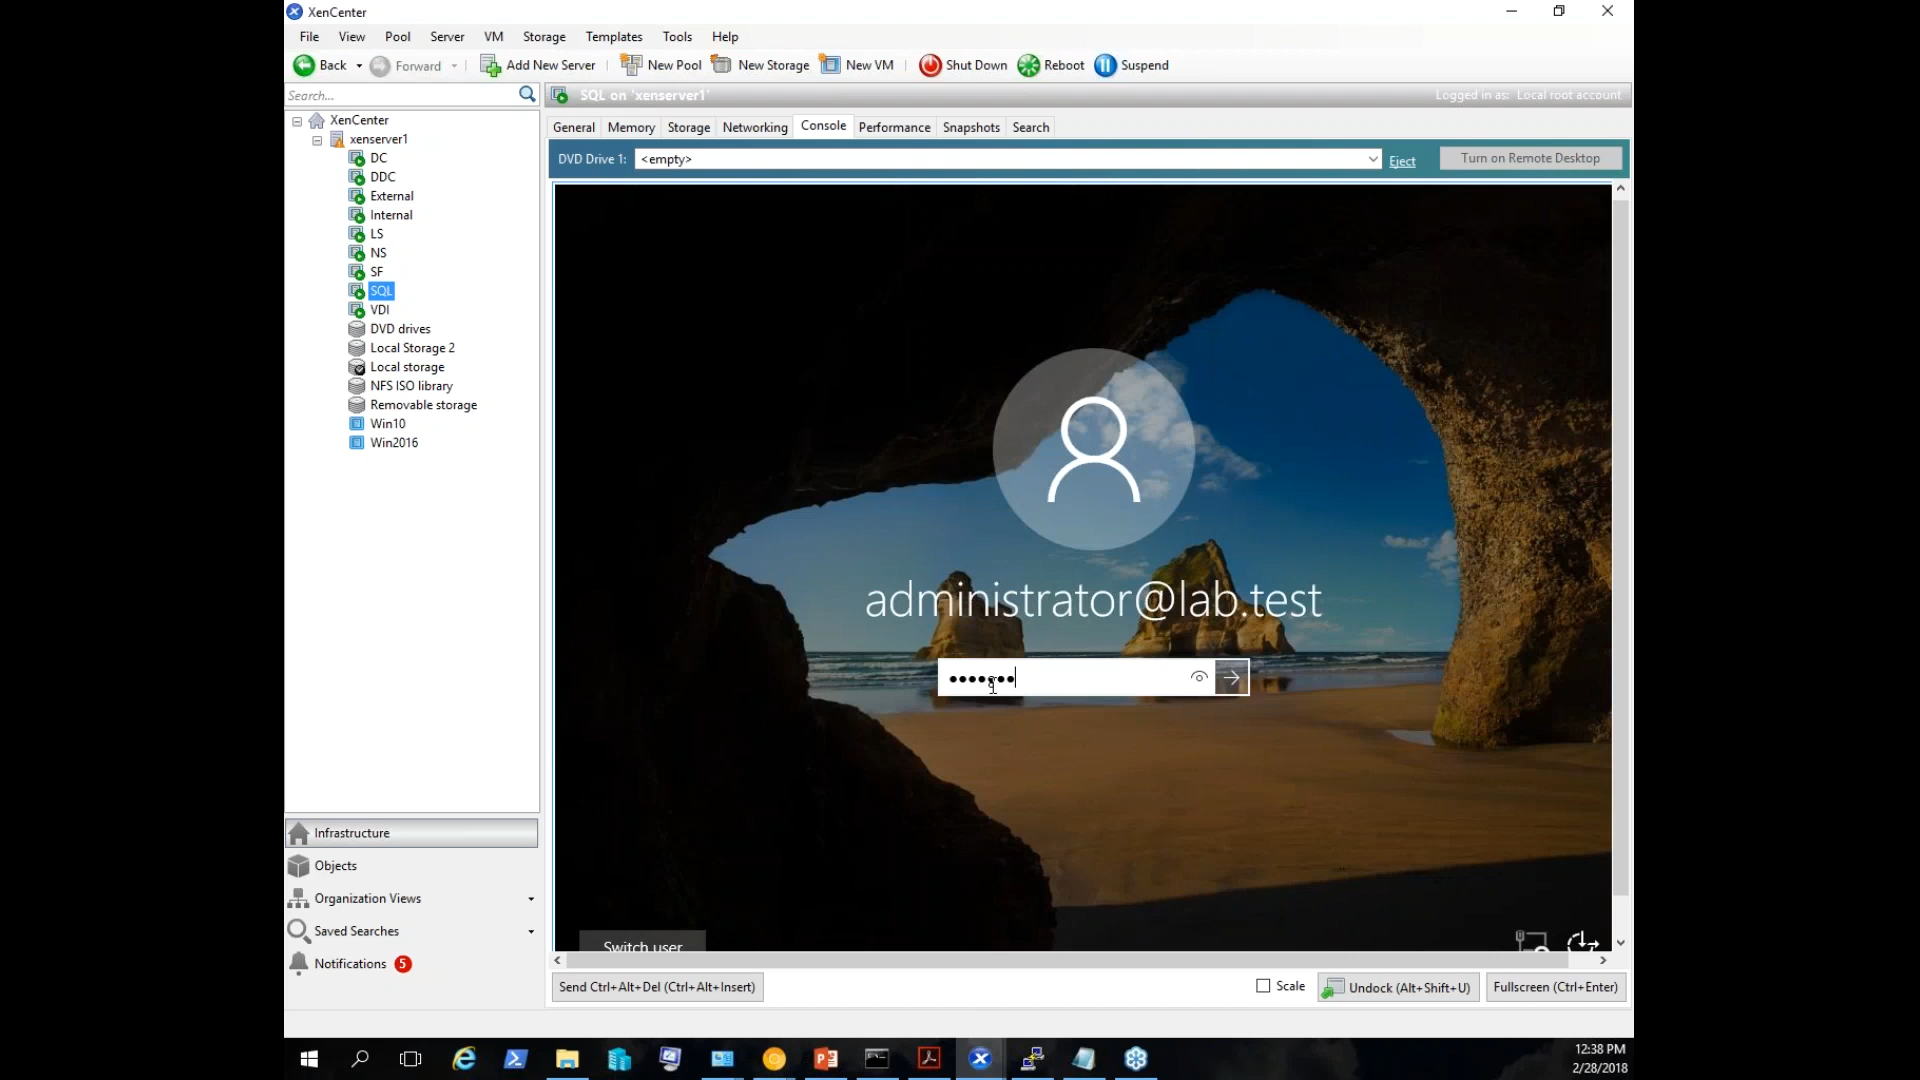 XenCenter
File View Pool Server VM Storage Templates Tools Help
Back Forward Add New Server New Pool New Storage New VM Shut Down Reboot Suspend
Search...
SQL on 'xenserver1'
Logged in as: Local root account
XenCenter
xenserver1
DC
DDC
External
Internal
LS
NS
SF
SQL
VDI
DVD drives
Local Storage 2
Local storage
NFS ISO library
Removable storage
Win10
Win2016
General Memory Storage Networking Console Performance Snapshots Search
DVD Drive 1: <empty> Eject Turn on Remote Desktop
administrator@lab.test
Switch user
Infrastructure
Objects
Organization Views
Saved Searches
Notifications 5
Send Ctrl+Alt+Del (Ctrl+Alt+Insert)
Scale
Undock (Alt+Shift+U)
Fullscreen (Ctrl+Enter)
12:38 PM
2/28/2018